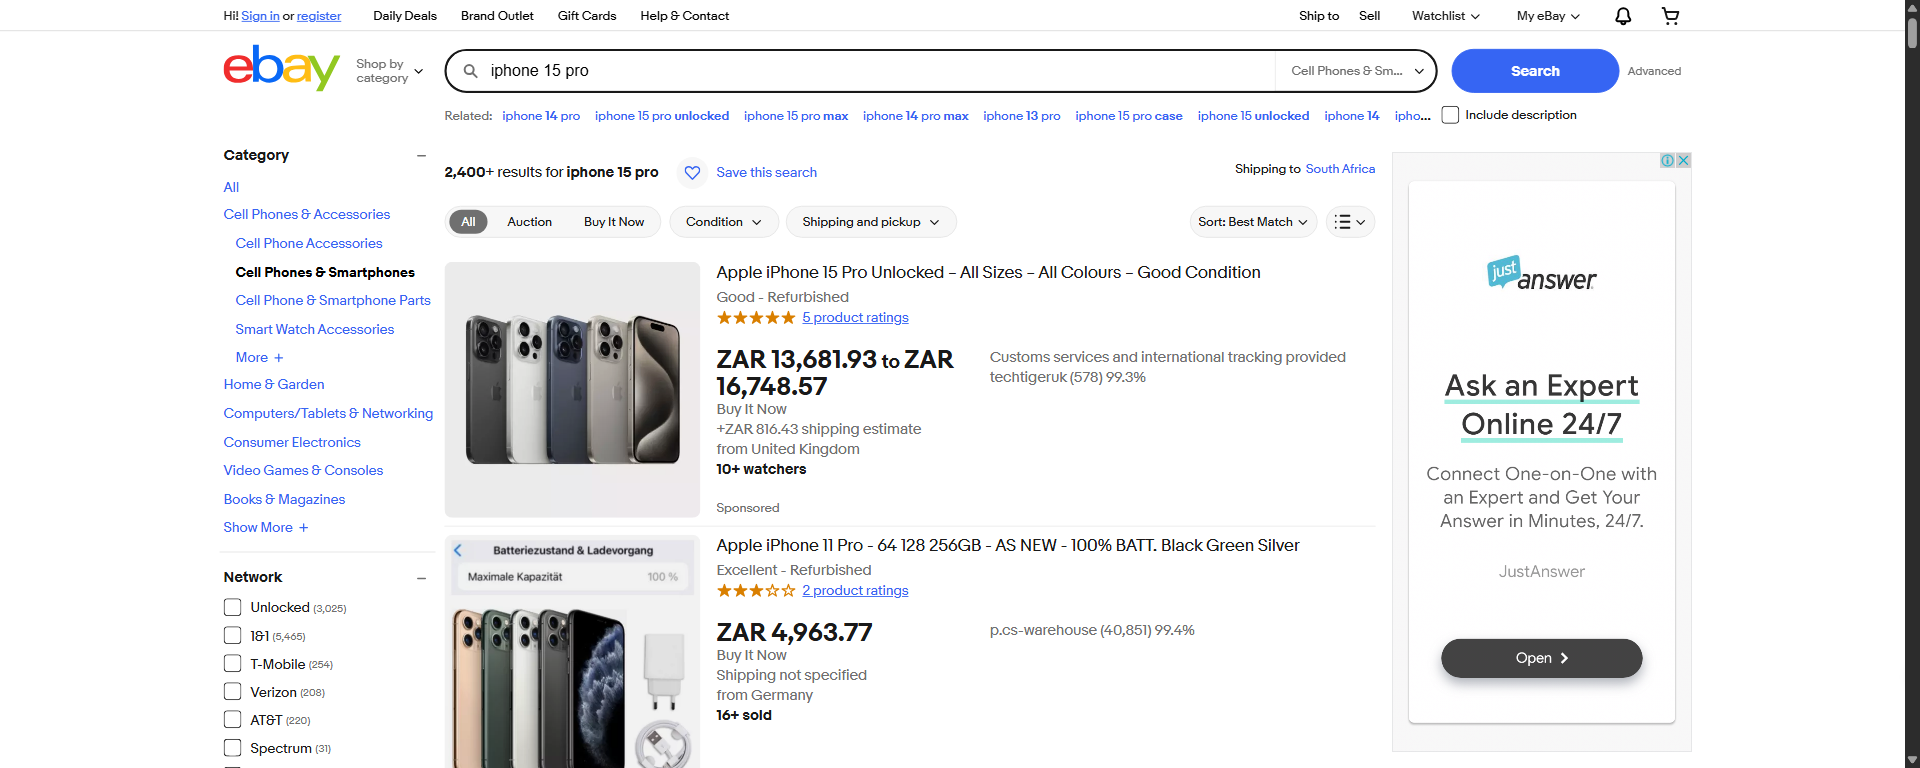 Hi! Sign in or register
Daily Deals
Brand Outlet
Gift Cards
Help & Contact
Ship to
Sell
Watchlist
My eBay
ebay
Shop by
category
iphone 15 pro
Cell Phones & Sm...
Search
Advanced
Related: iphone 14 pro iphone 15 pro unlocked iphone 15 pro max iphone 14 pro max iphone 13 pro iphone 15 pro case iphone 15 unlocked iphone 14 ipho...
Include description
Category
All
Cell Phones & Accessories
Cell Phone Accessories
Cell Phones & Smartphones
Cell Phone & Smartphone Parts
Smart Watch Accessories
More +
Home & Garden
Computers/Tablets & Networking
Consumer Electronics
Video Games & Consoles
Books & Magazines
Show More +
Network
Unlocked (3,025)
1&1 (5,465)
T-Mobile (254)
Verizon (208)
AT&T (220)
Spectrum (31)
2,400+ results for iphone 15 pro
Save this search
Shipping to South Africa
All
Auction
Buy It Now
Condition
Shipping and pickup
Sort: Best Match
Apple iPhone 15 Pro Unlocked – All Sizes – All Colours – Good Condition
Good - Refurbished
5 product ratings
ZAR 13,681.93 to ZAR
16,748.57
Buy It Now
+ZAR 816.43 shipping estimate
from United Kingdom
10+ watchers
Customs services and international tracking provided
techtigeruk (578) 99.3%
Sponsored
Batteriezustand & Ladevorgang
Maximale Kapazität 100 %
Apple iPhone 11 Pro - 64 128 256GB - AS NEW - 100% BATT. Black Green Silver
Excellent - Refurbished
2 product ratings
ZAR 4,963.77
Buy It Now
Shipping not specified
from Germany
16+ sold
p.cs-warehouse (40,851) 99.4%
just
answer
Ask an Expert
Online 24/7
Connect One-on-One with
an Expert and Get Your
Answer in Minutes, 24/7.
JustAnswer
Open